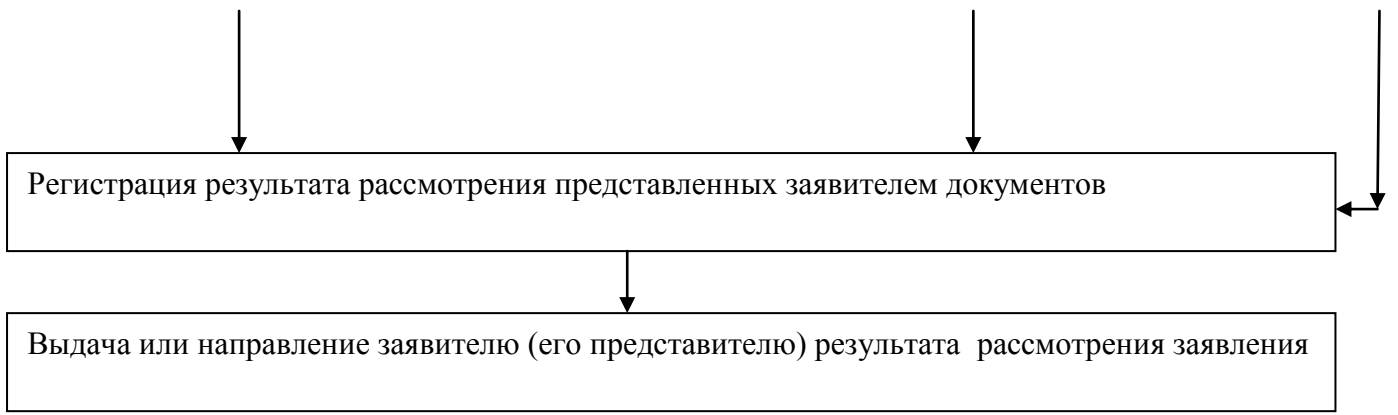 Регистрация результата рассмотрения представленных заявителем документов
Выдача или направление заявителю (его представителю) результата  рассмотрения заявления